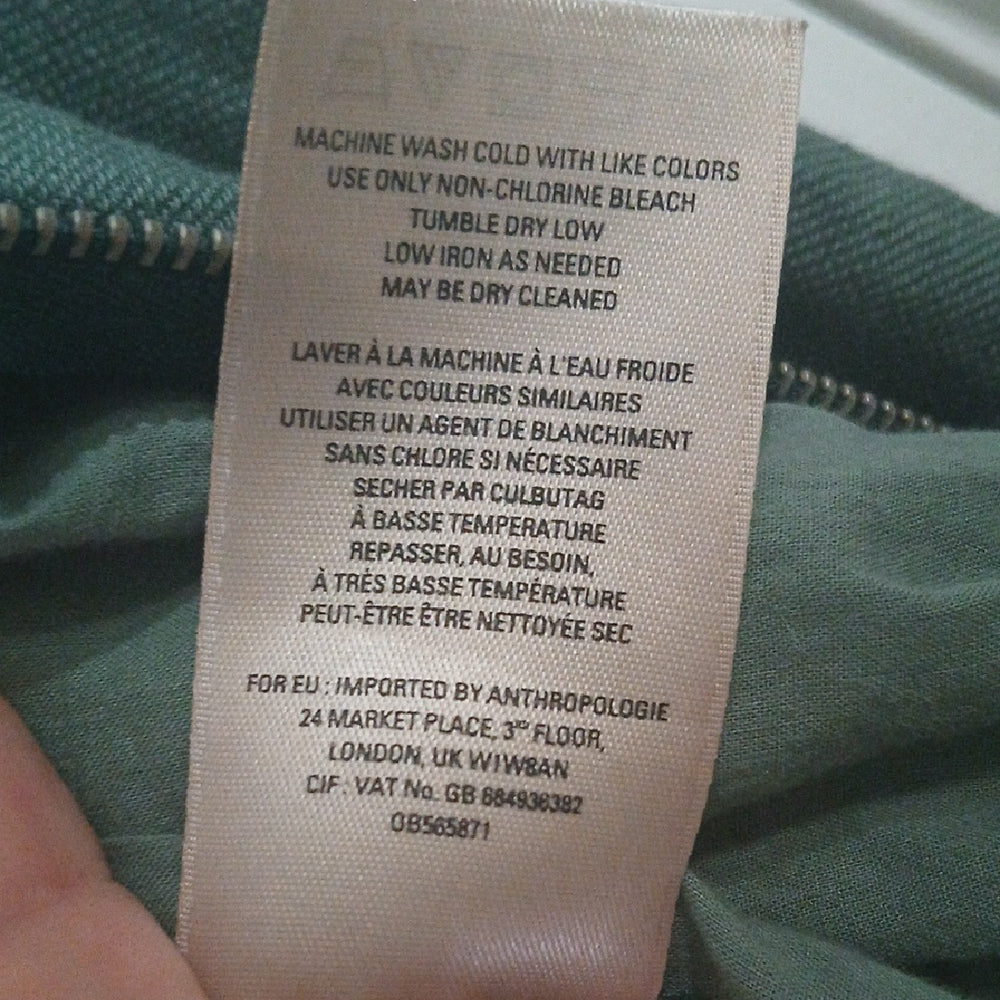 MACHINE WASH COLD WITH LIKE COLORS
USE ONLY NON-CHLORINE BLEACH
TUMBLE DRY LOW
LOW IRON AS NEEDED
MAY BE DRY CLEANED
LAVER À LA MACHINE À L'EAU FROIDE
AVEC COULEURS SIMILAIRES
UTILISER UN AGENT DE BLANCHIMENT
SANS CHLORE SI NÉCESSAIRE
SECHER PAR CULBUTAG
À BASSE TEMPERATURE
REPASSER, AU BESOIN,
À TRÉS BASSE TEMPÉRATURE
PEUT-ÊTRE ÊTRE NETTOYÉE SEC
FOR EU : IMPORTED BY ANTHROPOLOGIE
24 MARKET PLACE, 3RD FLOOR,
LONDON, UK W1W8AN
CIF : VAT No. GB 684936382
OB565871